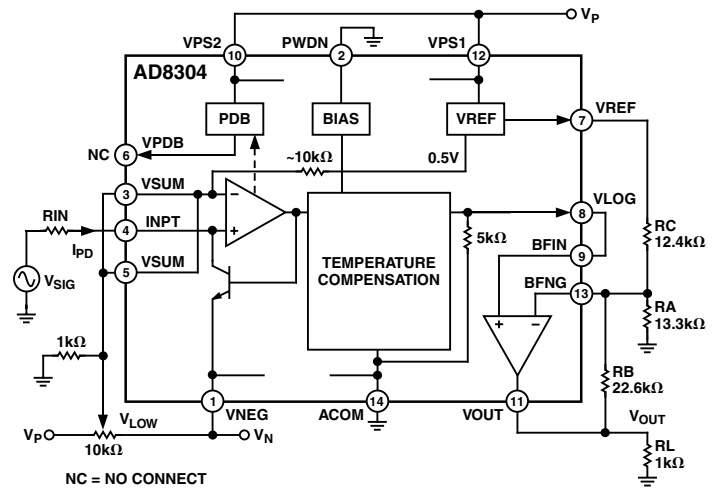 V_P
VPS2
PWDN
VPS1
10
2
12
AD8304
PDB
BIAS
VREF
VREF
7
NC
6
VPDB
~10kΩ
0.5V
3
VSUM
−
VLOG
8
RIN
I_PD
4
INPT
+
5kΩ
RC
12.4kΩ
TEMPERATURE
COMPENSATION
BFIN
9
5
VSUM
V_SIG
BFNG
13
+
−
RA
13.3kΩ
1kΩ
RB
22.6kΩ
1
VNEG
ACOM
14
VOUT
11
V_OUT
V_LOW
V_P
10kΩ
V_N
RL
1kΩ
NC = NO CONNECT